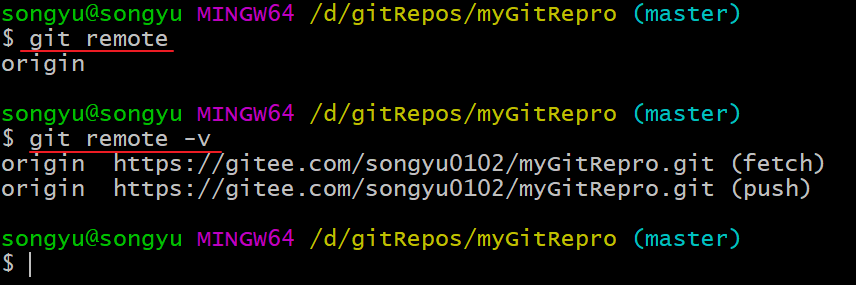 songyu@songyu MINGW64 /d/gitRepos/myGitRepro (master)
$ git remote
origin
songyu@songyu MINGW64 /d/gitRepos/myGitRepro (master)
$ git remote -v
origin  https://gitee.com/songyu0102/myGitRepro.git (fetch)
origin  https://gitee.com/songyu0102/myGitRepro.git (push)
songyu@songyu MINGW64 /d/gitRepos/myGitRepro (master)
$